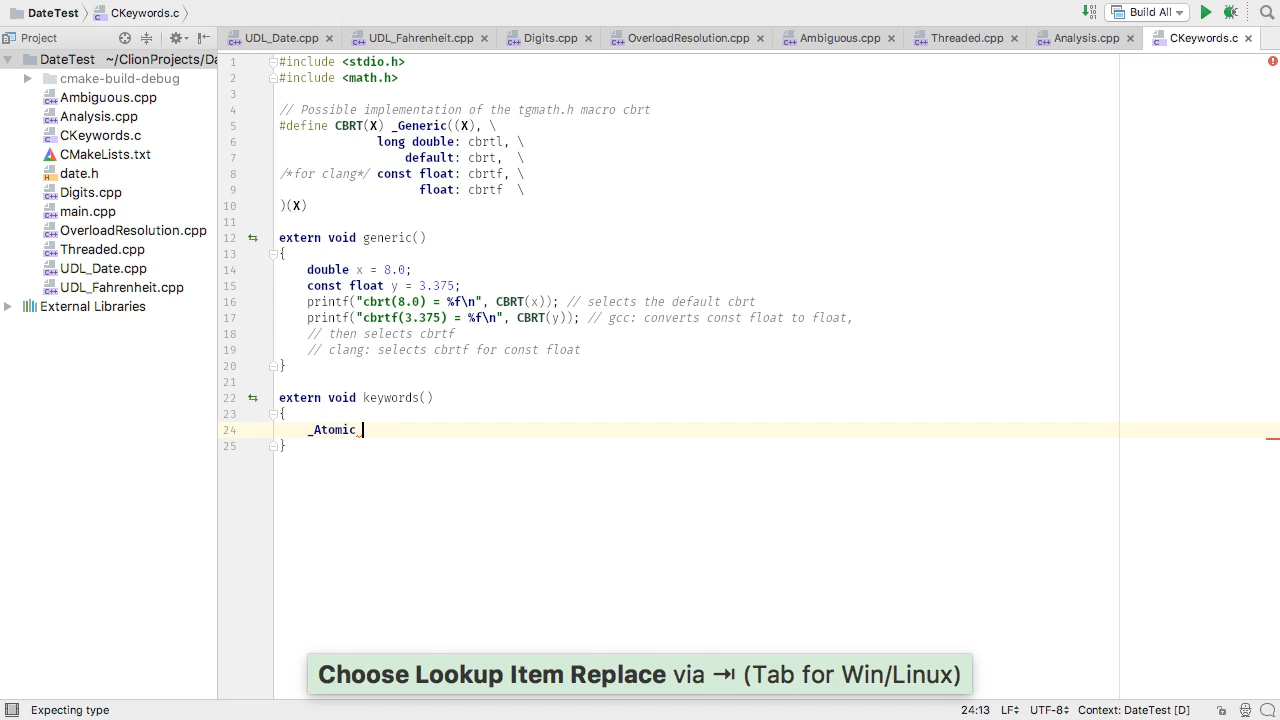 DateTest CKeywords.c Build All
Project UDL_Date.cpp UDL_Fahrenheit.cpp Digits.cpp OverloadResolution.cpp Ambiguous.cpp Threaded.cpp Analysis.cpp CKeywords.c
DateTest ~/ClionProjects/Da
cmake-build-debug
Ambiguous.cpp
Analysis.cpp
CKeywords.c
CMakeLists.txt
date.h
Digits.cpp
main.cpp
OverloadResolution.cpp
Threaded.cpp
UDL_Date.cpp
UDL_Fahrenheit.cpp
External Libraries
1 #include <stdio.h>
2 #include <math.h>
3
4 // Possible implementation of the tgmath.h macro cbrt
5 #define CBRT(X) _Generic((X), \
6 long double: cbrtl, \
7 default: cbrt, \
8 /*for clang*/ const float: cbrtf, \
9 float: cbrtf \
10 )(X)
11
12 extern void generic()
13 {
14 double x = 8.0;
15 const float y = 3.375;
16 printf("cbrt(8.0) = %f\n", CBRT(x)); // selects the default cbrt
17 printf("cbrtf(3.375) = %f\n", CBRT(y)); // gcc: converts const float to float,
18 // then selects cbrtf
19 // clang: selects cbrtf for const float
20 }
21
22 extern void keywords()
23 {
24 _Atomic
25 }
Choose Lookup Item Replace via ⇥ (Tab for Win/Linux)
Expecting type 24:13 LF UTF-8 Context: DateTest [D]